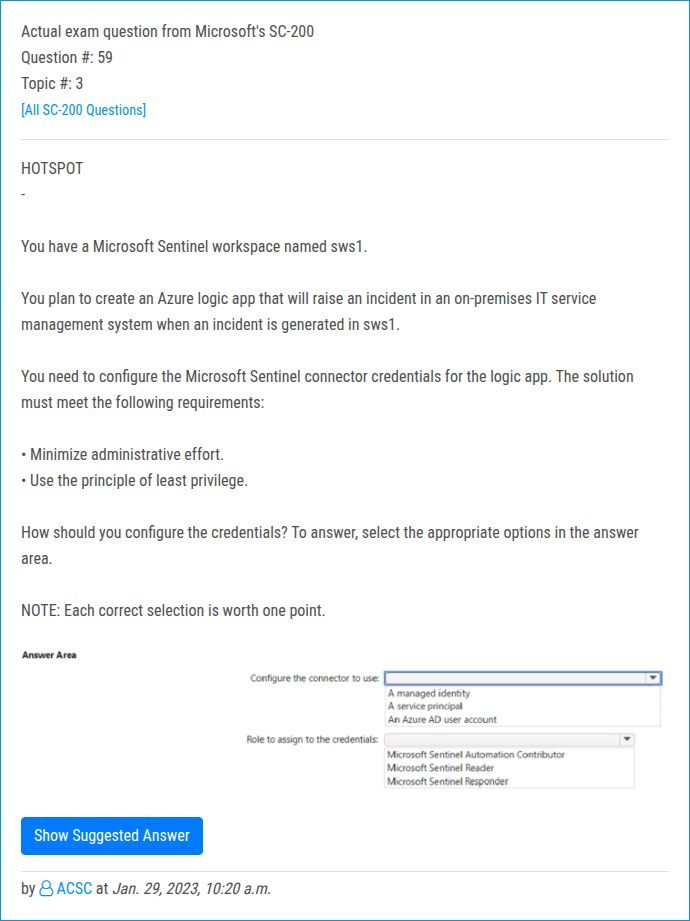 Actual exam question from Microsoft's SC-200
Question #: 59
Topic #: 3
[All SC-200 Questions]
HOTSPOT
-
You have a Microsoft Sentinel workspace named sws1.
You plan to create an Azure logic app that will raise an incident in an on-premises IT service
management system when an incident is generated in sws1.
You need to configure the Microsoft Sentinel connector credentials for the logic app. The solution
must meet the following requirements:
• Minimize administrative effort.
• Use the principle of least privilege.
How should you configure the credentials? To answer, select the appropriate options in the answer
area.
NOTE: Each correct selection is worth one point.
Answer Area
Configure the connector to use:
A managed identity
A service principal
An Azure AD user account
Role to assign to the credentials:
Microsoft Sentinel Automation Contributor
Microsoft Sentinel Reader
Microsoft Sentinel Responder
Show Suggested Answer
by ACSC at Jan. 29, 2023, 10:20 a.m.